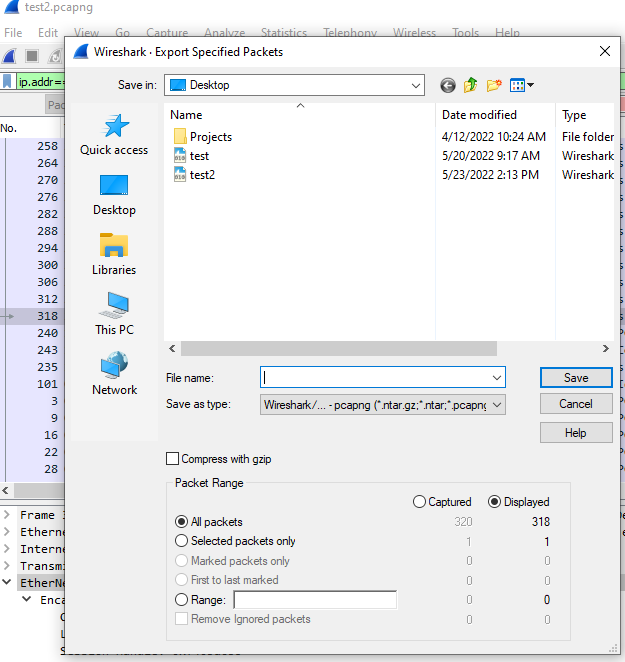 test2.pcapng
File Edit View Go Capture Analyze Statistics Telephony Wireless Tools Help
Wireshark · Export Specified Packets
ip.addr==
Save in: Desktop
Pac
No.
Name Date modified Type
Projects 4/12/2022 10:24 AM File folder
test 5/20/2022 9:17 AM Wireshark
test2 5/23/2022 2:13 PM Wireshark
Quick access
Desktop
Libraries
This PC
Network
258
264
270
276
282
288
294
300
306
312
318
240
243
235
101
3
9
16
22
28
File name:
Save
Save as type: Wireshark/... - pcapng (*.ntar.gz;*.ntar;*.pcapng
Cancel
Help
Compress with gzip
Packet Range
Captured Displayed
All packets 320 318
Selected packets only 1 1
Marked packets only 0 0
First to last marked 0 0
Range: 0 0
Remove Ignored packets 0 0
Frame
Etherne
Interne
Transmi
EtherNe
Enca